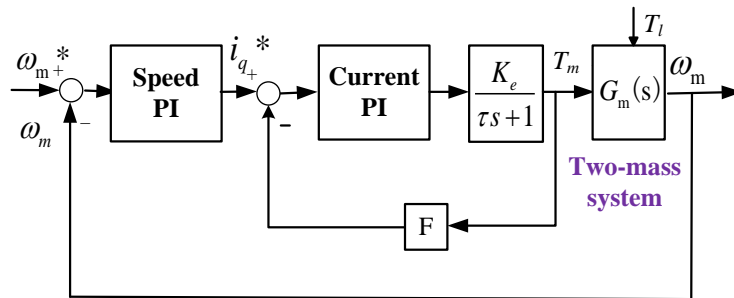 ω_m+* Speed PI i_q+* Current PI K_e / τs+1 T_m T_l G_m(s) ω_m
ω_m −
−
Two-mass
system
F